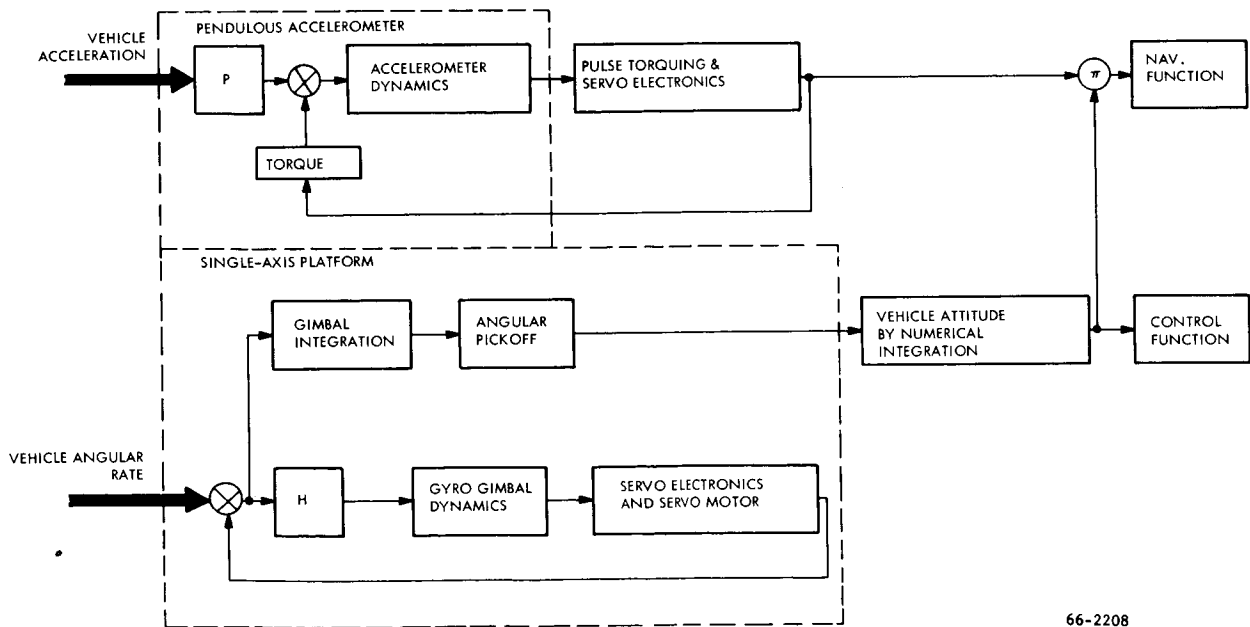 PENDULOUS ACCELEROMETER
VEHICLE
ACCELERATION
P
ACCELEROMETER
DYNAMICS
PULSE TORQUING &
SERVO ELECTRONICS
π
NAV.
FUNCTION
TORQUE
SINGLE-AXIS PLATFORM
GIMBAL
INTEGRATION
ANGULAR
PICKOFF
VEHICLE ATTITUDE
BY NUMERICAL
INTEGRATION
CONTROL
FUNCTION
VEHICLE ANGULAR
RATE
H
GYRO GIMBAL
DYNAMICS
SERVO ELECTRONICS
AND SERVO MOTOR
66-2208